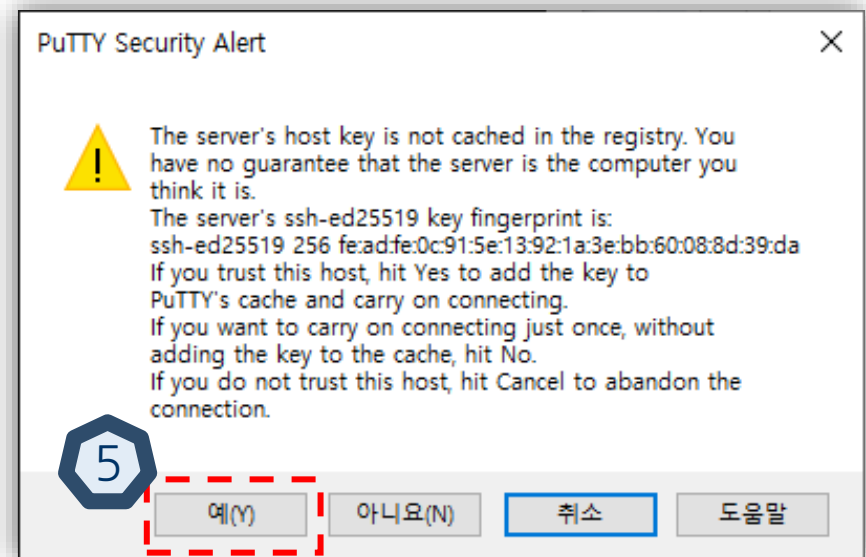 PuTTY Security Alert
The server's host key is not cached in the registry. You
have no guarantee that the server is the computer you
think it is.
The server's ssh-ed25519 key fingerprint is:
ssh-ed25519 256 fe:ad:fe:0c:91:5e:13:92:1a:3e:bb:60:08:8d:39:da
If you trust this host, hit Yes to add the key to
PuTTY's cache and carry on connecting.
If you want to carry on connecting just once, without
adding the key to the cache, hit No.
If you do not trust this host, hit Cancel to abandon the
connection.
5
예(Y) 아니요(N) 취소 도움말